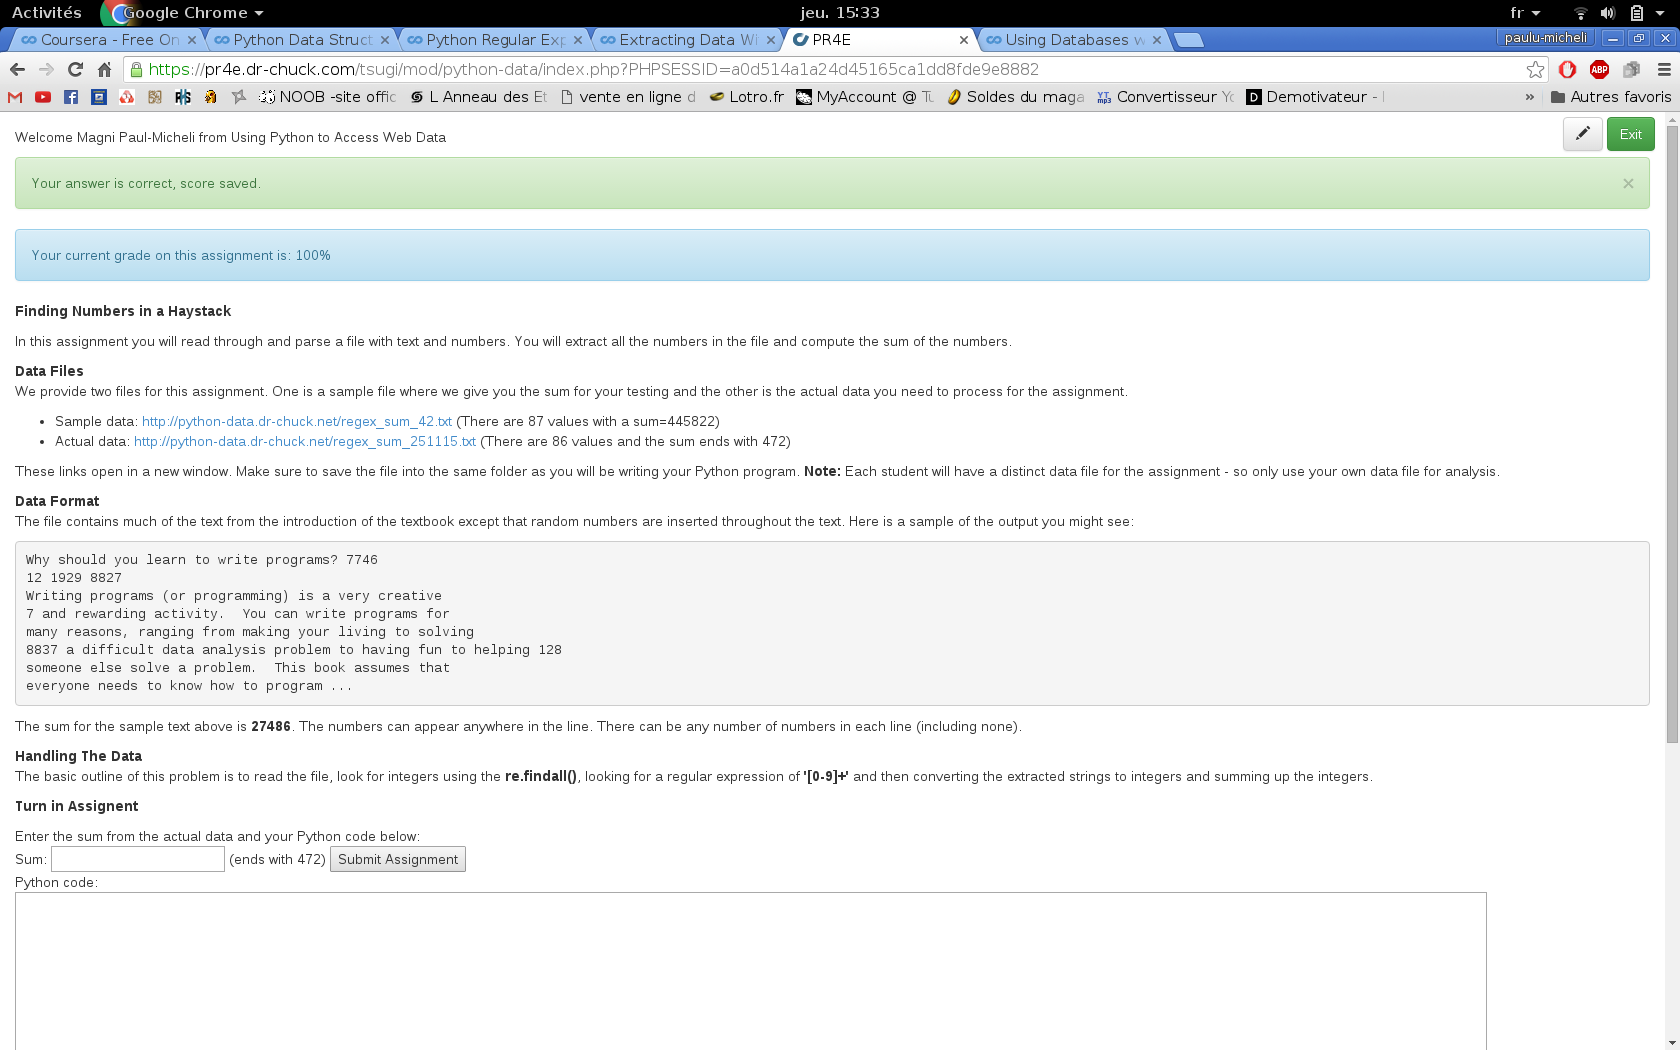 Activités Google Chrome jeu. 15:33 fr
Coursera - Free On Python Data Struct Python Regular Exp Extracting Data Wi PR4E Using Databases w paulu-micheli
https://pr4e.dr-chuck.com/tsugi/mod/python-data/index.php?PHPSESSID=a0d514a1a24d45165ca1dd8fde9e8882 ABP
NOOB -site offic L Anneau des Et vente en ligne d Lotro.fr MyAccount @ Tu Soldes du maga Convertisseur Yo Demotivateur - » Autres favoris
Welcome Magni Paul-Micheli from Using Python to Access Web Data Exit
Your answer is correct, score saved. ×
Your current grade on this assignment is: 100%
Finding Numbers in a Haystack
In this assignment you will read through and parse a file with text and numbers. You will extract all the numbers in the file and compute the sum of the numbers.
Data Files
We provide two files for this assignment. One is a sample file where we give you the sum for your testing and the other is the actual data you need to process for the assignment.
• Sample data: http://python-data.dr-chuck.net/regex_sum_42.txt (There are 87 values with a sum=445822)
• Actual data: http://python-data.dr-chuck.net/regex_sum_251115.txt (There are 86 values and the sum ends with 472)
These links open in a new window. Make sure to save the file into the same folder as you will be writing your Python program. Note: Each student will have a distinct data file for the assignment - so only use your own data file for analysis.
Data Format
The file contains much of the text from the introduction of the textbook except that random numbers are inserted throughout the text. Here is a sample of the output you might see:
Why should you learn to write programs? 7746
12 1929 8827
Writing programs (or programming) is a very creative
7 and rewarding activity.  You can write programs for
many reasons, ranging from making your living to solving
8837 a difficult data analysis problem to having fun to helping 128
someone else solve a problem.  This book assumes that
everyone needs to know how to program ...
The sum for the sample text above is 27486. The numbers can appear anywhere in the line. There can be any number of numbers in each line (including none).
Handling The Data
The basic outline of this problem is to read the file, look for integers using the re.findall(), looking for a regular expression of '[0-9]+' and then converting the extracted strings to integers and summing up the integers.
Turn in Assignent
Enter the sum from the actual data and your Python code below:
Sum: (ends with 472) Submit Assignment
Python code: